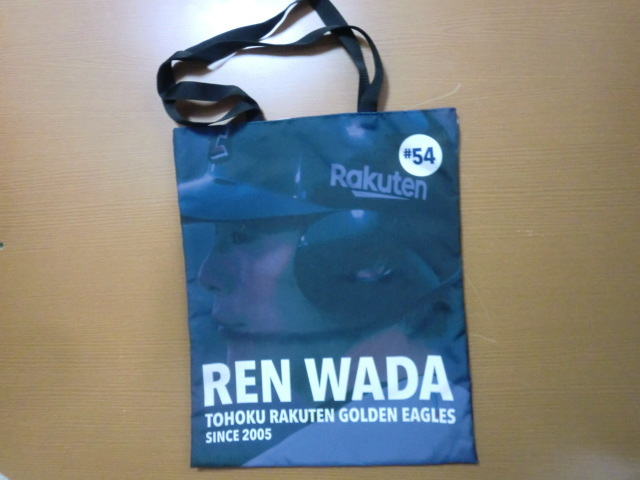 #54
Rakuten
REN WADA
TOHOKU RAKUTEN GOLDEN EAGLES
SINCE 2005